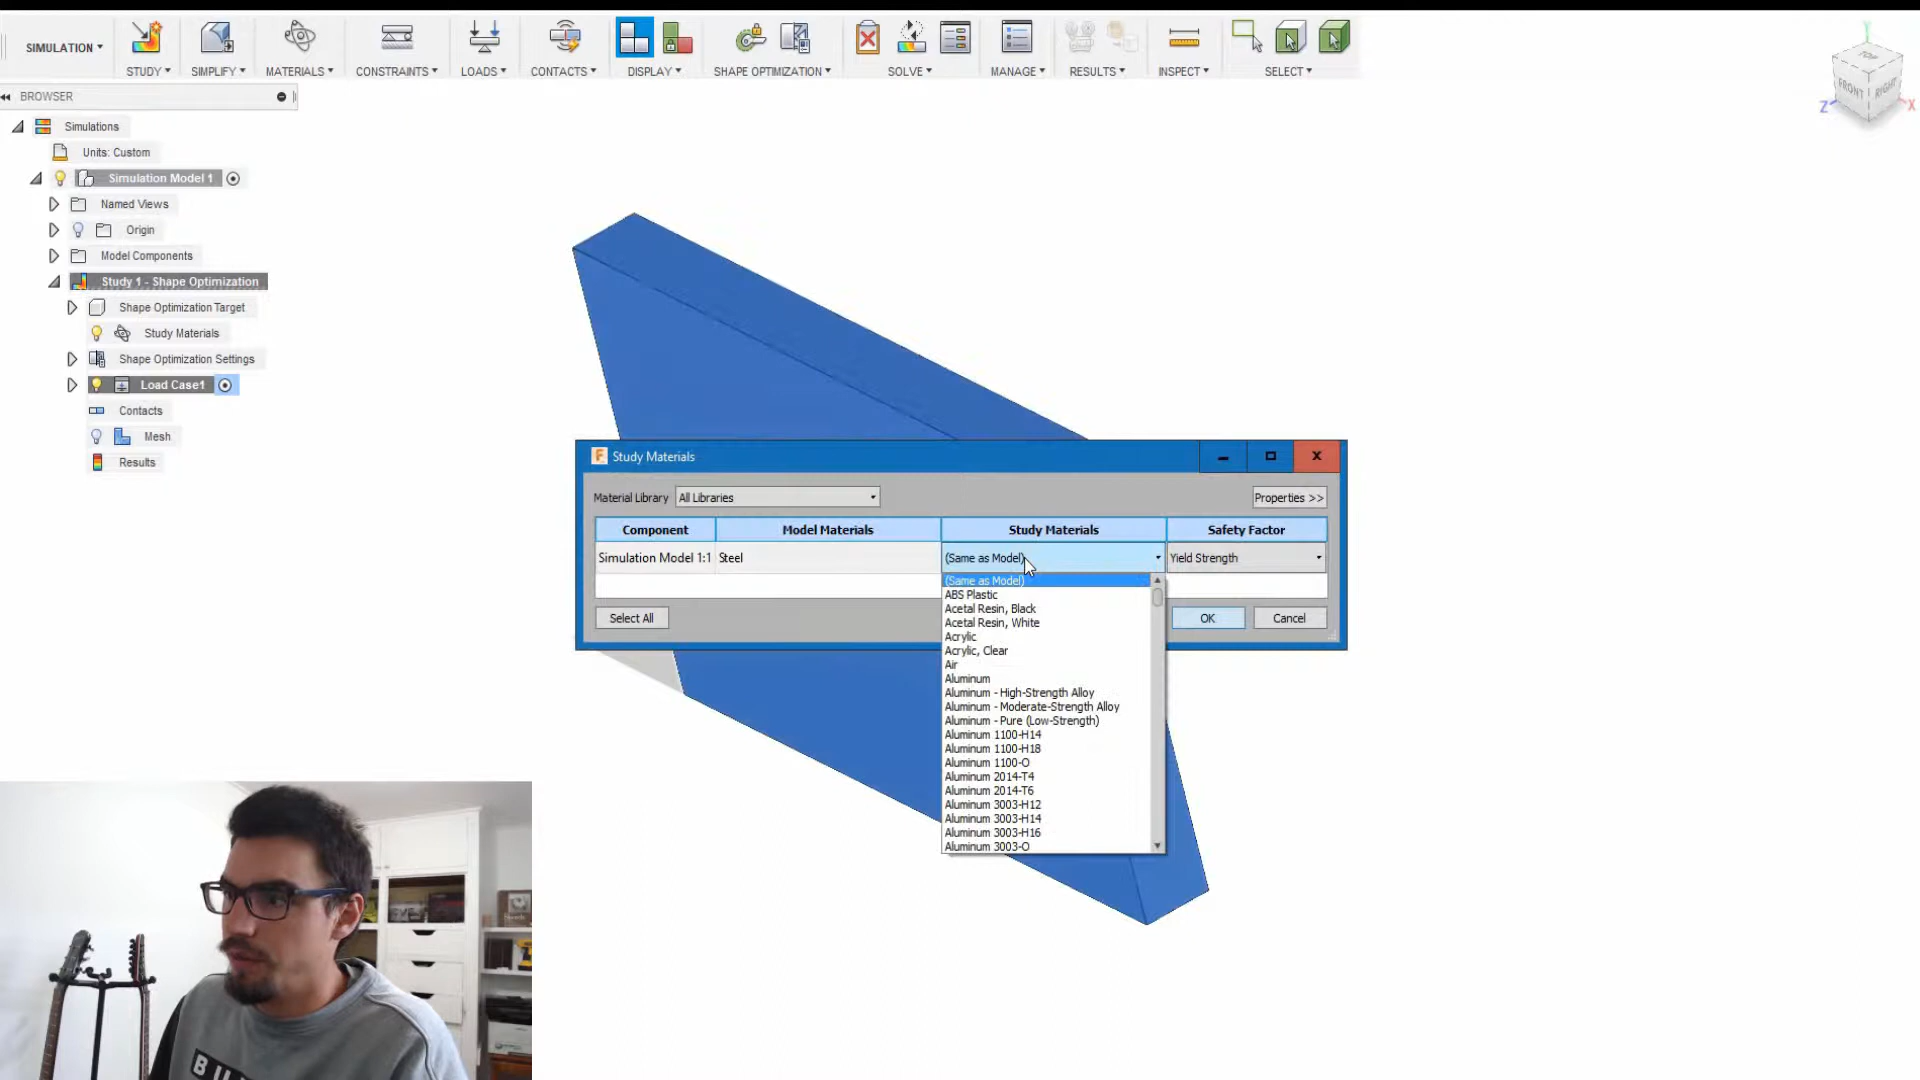 SIMULATION
STUDY
SIMPLIFY
MATERIALS
CONSTRAINTS
LOADS
CONTACTS
DISPLAY
SHAPE OPTIMIZATION
SOLVE
MANAGE
RESULTS
INSPECT
SELECT
TOP
FRONT
RIGHT
Y
Z
X
BROWSER
Simulations
Units: Custom
Simulation Model 1
Named Views
Origin
Model Components
Study 1 - Shape Optimization
Shape Optimization Target
Study Materials
Shape Optimization Settings
Load Case1
Contacts
Mesh
Results
F Study Materials
X
Material Library All Libraries
Properties >>
Component Model Materials Study Materials Safety Factor
Simulation Model 1:1 Steel (Same as Model) Yield Strength
(Same as Model)
ABS Plastic
Acetal Resin, Black
Acetal Resin, White
Acrylic
Acrylic, Clear
Air
Aluminum
Aluminum - High-Strength Alloy
Aluminum - Moderate-Strength Alloy
Aluminum - Pure (Low-Strength)
Aluminum 1100-H14
Aluminum 1100-H18
Aluminum 1100-O
Aluminum 2014-T4
Aluminum 2014-T6
Aluminum 3003-H12
Aluminum 3003-H14
Aluminum 3003-H16
Aluminum 3003-O
Select All
OK
Cancel